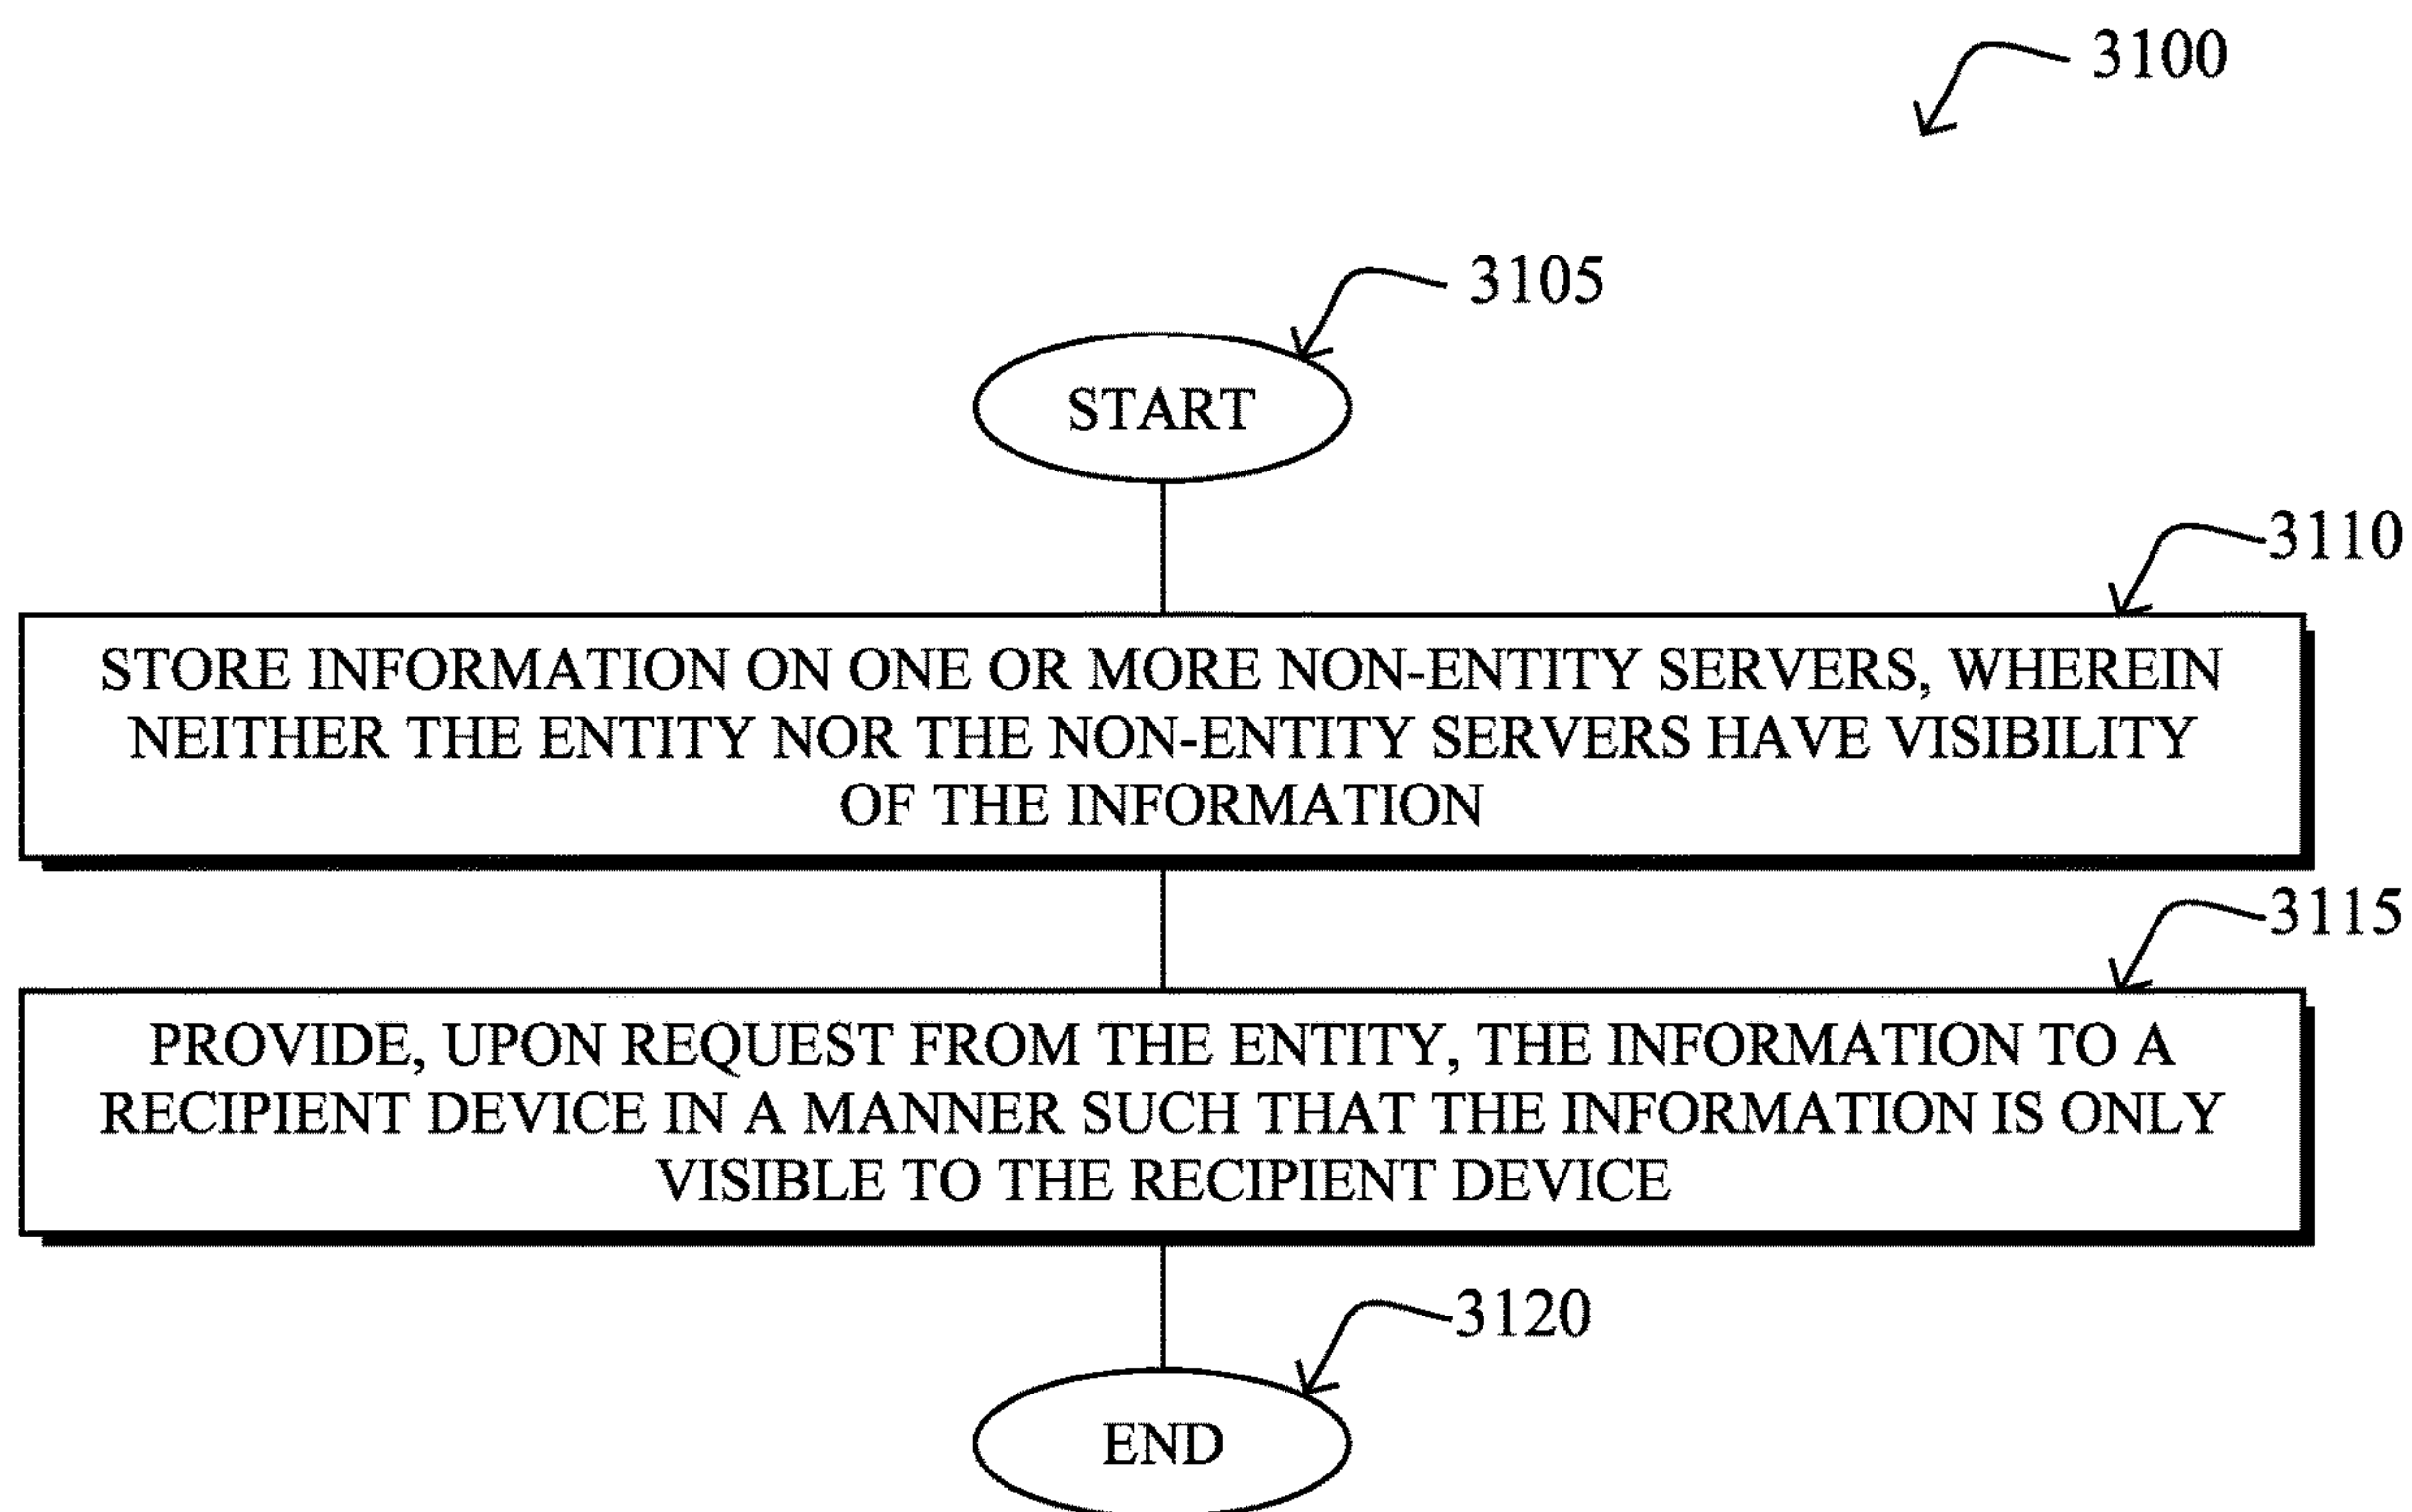 3100
3105
START
3110
STORE INFORMATION ON ONE OR MORE NON-ENTITY SERVERS, WHEREIN
NEITHER THE ENTITY NOR THE NON-ENTITY SERVERS HAVE VISIBILITY
OF THE INFORMATION
3115
PROVIDE, UPON REQUEST FROM THE ENTITY, THE INFORMATION TO A
RECIPIENT DEVICE IN A MANNER SUCH THAT THE INFORMATION IS ONLY
VISIBLE TO THE RECIPIENT DEVICE
3120
END